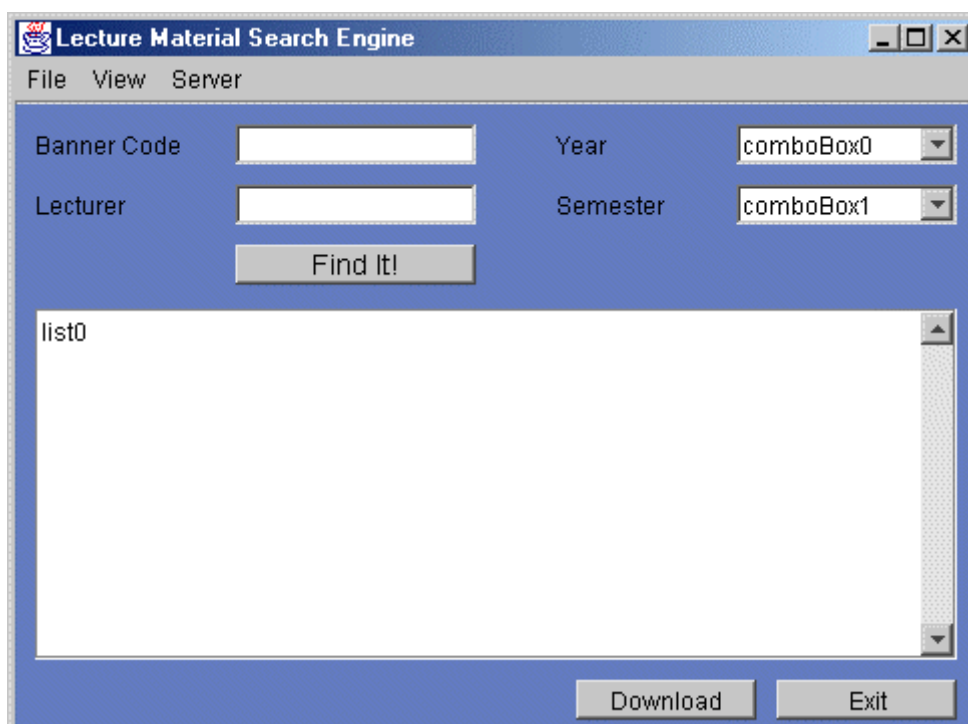 Lecture Material Search Engine
File View Server
Banner Code Year comboBox0
Lecturer Semester comboBox1
Find It!
list0
Download Exit